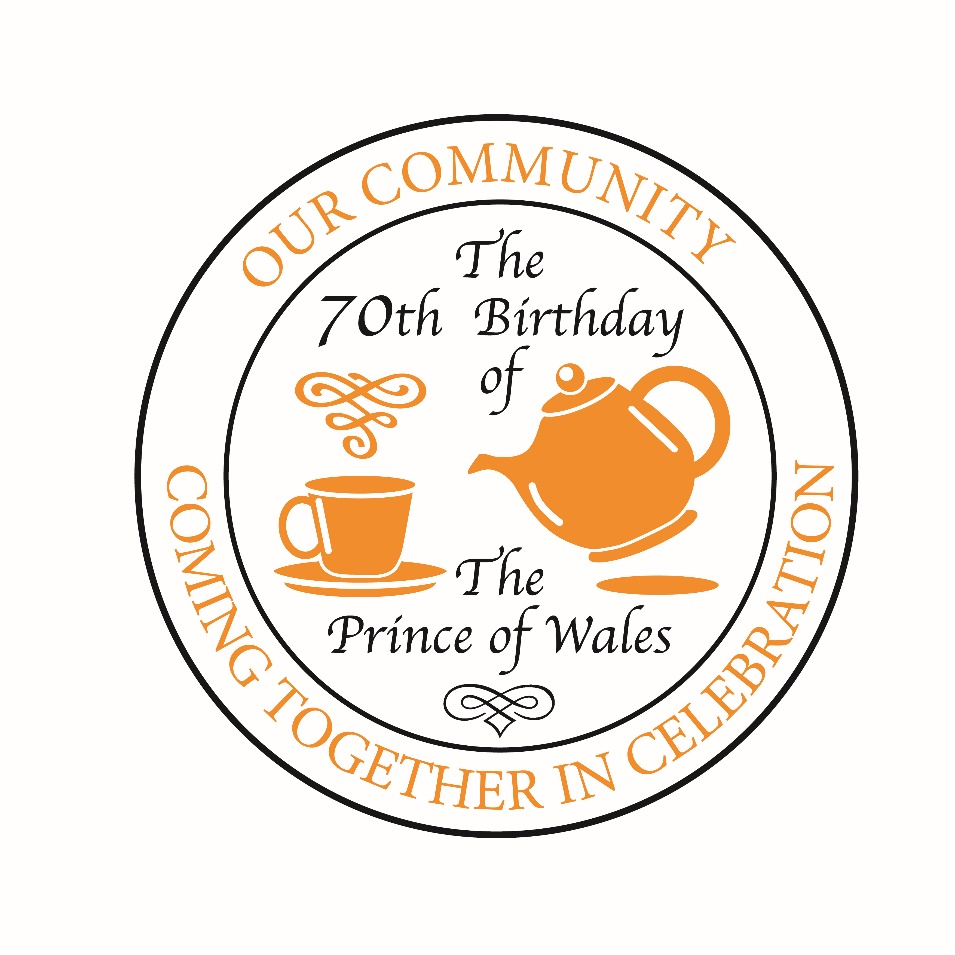 OUR COMMUNITY
The
70th Birthday
of
The
Prince of Wales
COMING TOGETHER IN CELEBRATION